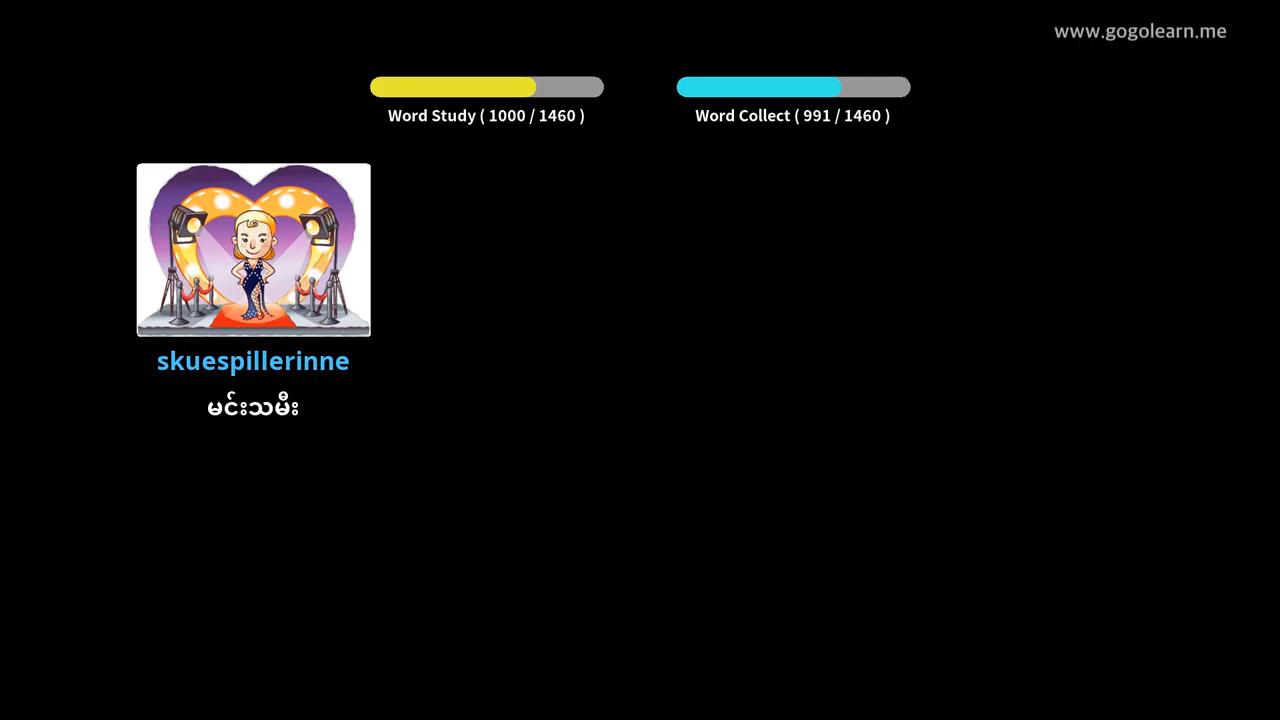 www.gogolearn.me
Word Study ( 1000 / 1460 )
Word Collect ( 991 / 1460 )
skuespillerinne
မင်းသမီး